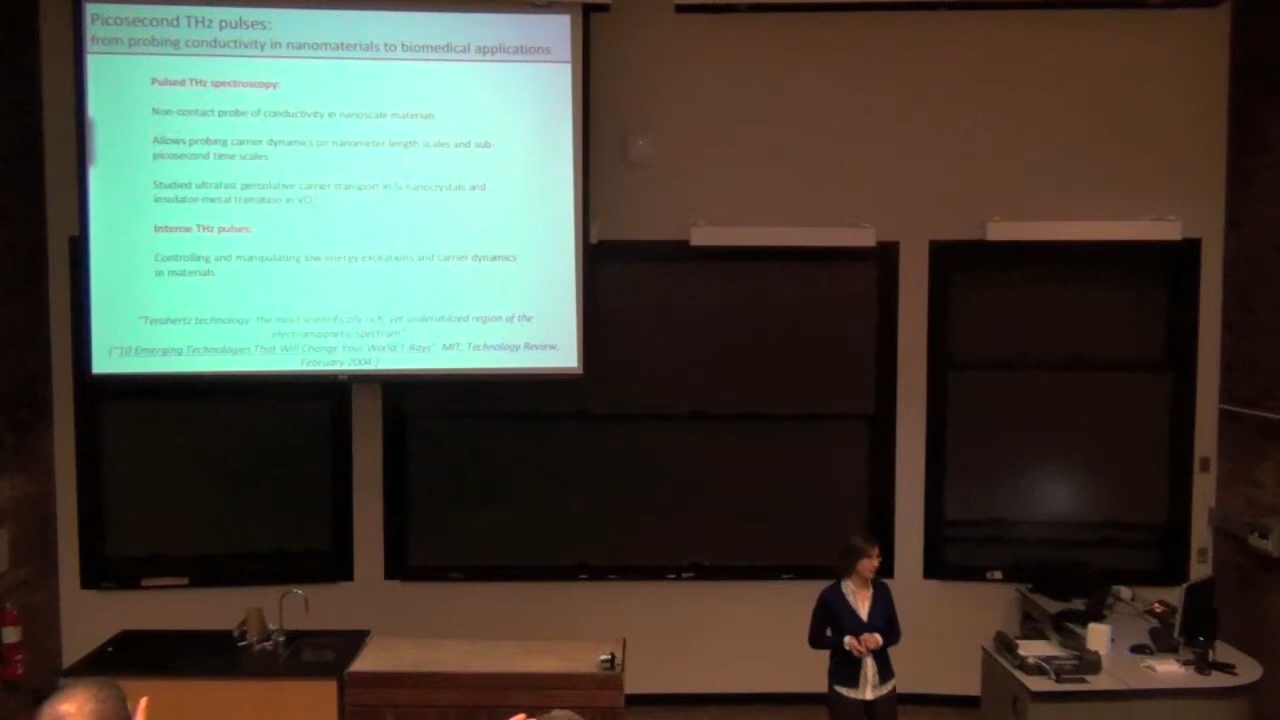 Picosecond THz pulses:
from probing conductivity in nanomaterials to biomedical applications
Pulsed THz spectroscopy:
Non-contact probe of conductivity in nanoscale materials
Allows probing carrier dynamics on nanometer length scales and sub-
picosecond time scales
Studied ultrafast percolative carrier transport in Si nanocrystals and
insulator-metal transition in VO₂
Intense THz pulses:
Controlling and manipulating low energy excitations and carrier dynamics
in materials
"Terahertz technology: the most scientifically rich, yet underutilized region of the
electromagnetic spectrum"
("10 Emerging Technologies That Will Change Your World T-Rays" MIT. Technology Review,
February 2004.)